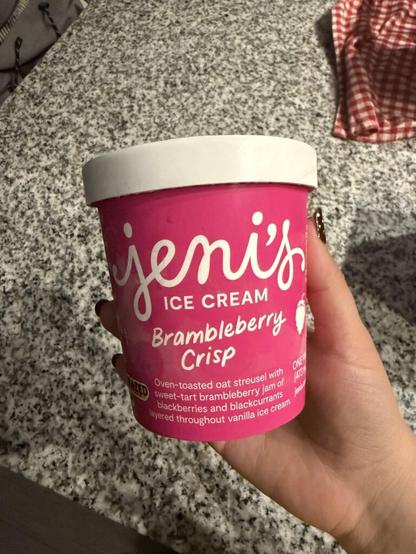 jeni's
ICE CREAM
Brambleberry
Crisp
Oven-toasted oat streusel with
sweet-tart brambleberry jam of
blackberries and blackcurrants
layered throughout vanilla ice cream.